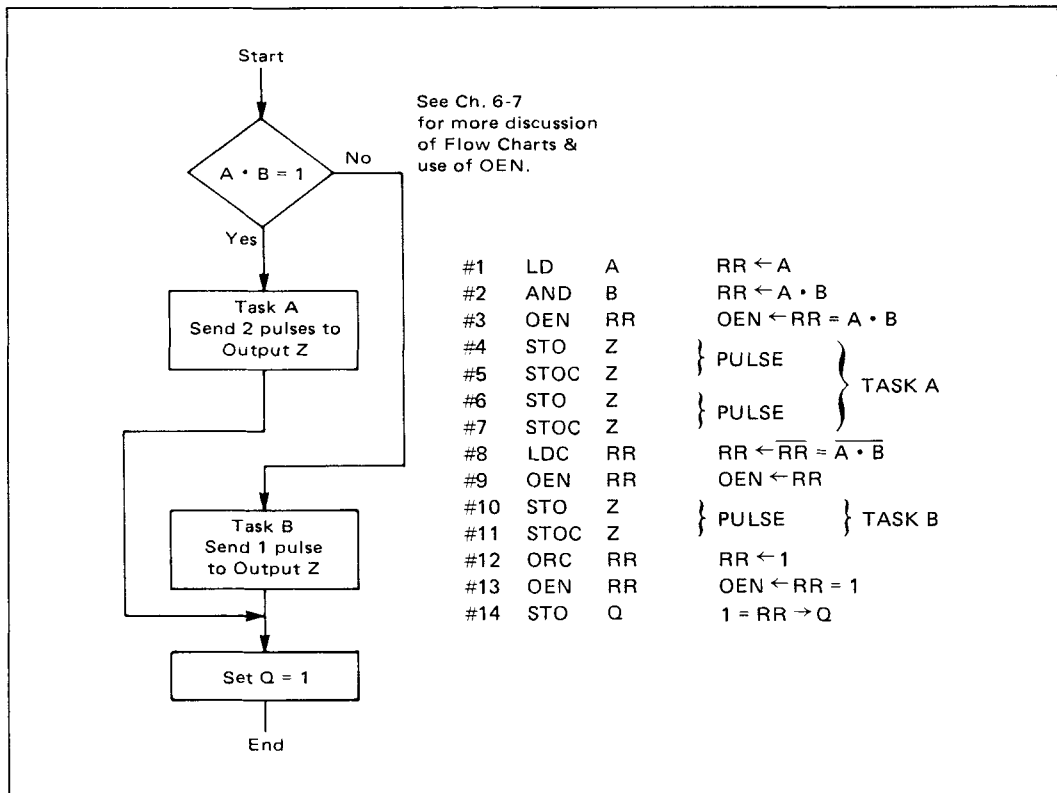 Start
See Ch. 6-7
for more discussion
of Flow Charts &
use of OEN.
A • B = 1
No
Yes
Task A
Send 2 pulses to
Output Z
Task B
Send 1 pulse
to Output Z
Set Q = 1
End
#1 LD A RR ← A
#2 AND B RR ← A • B
#3 OEN RR OEN ← RR = A • B
#4 STO Z
#5 STOC Z
} PULSE
#6 STO Z
#7 STOC Z
} PULSE
} TASK A
#8 LDC RR RR ← R̅R̅ = A̅ ̅•̅ ̅B̅
#9 OEN RR OEN ← RR
#10 STO Z
#11 STOC Z
} PULSE } TASK B
#12 ORC RR RR ← 1
#13 OEN RR OEN ← RR = 1
#14 STO Q 1 = RR → Q